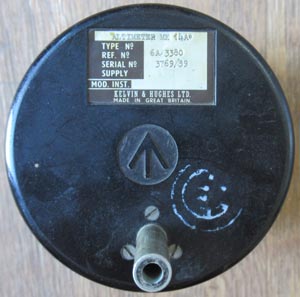 ALTIMETER MK 14A
TYPE Nº
REF. Nº 6A/3380
SERIAL Nº 3769/39
SUPPLY
MOD. INST.
KELVIN & HUGHES LTD.
MADE IN GREAT BRITAIN.